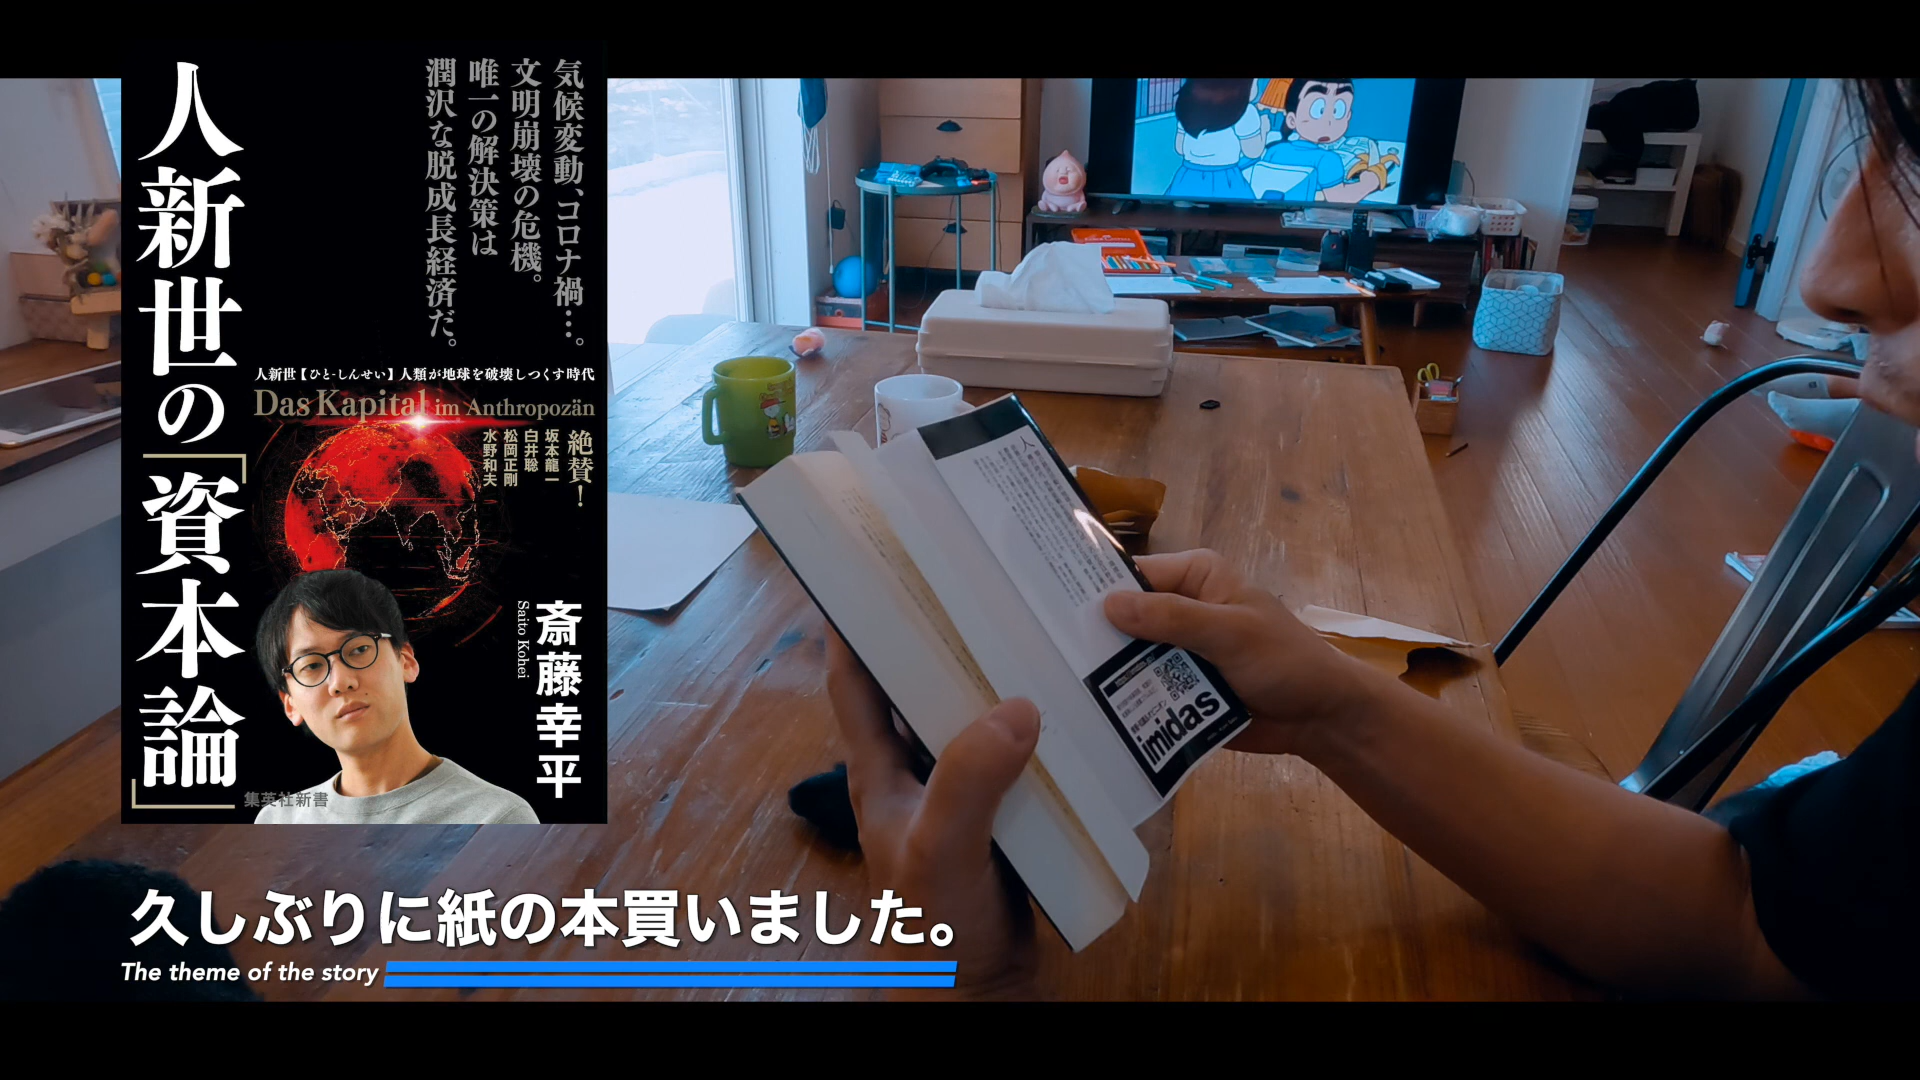 気候変動、コロナ禍…。
文明崩壊の危機。
唯一の解決策は
潤沢な脱成長経済だ。
人新世の「資本論」
人新世【ひと-しんせい】人類が地球を破壊しつくす時代
Das Kapital im Anthropozän
絶賛!
坂本龍一
白井聡
松岡正剛
水野和夫
斎藤幸平
Saito Kohei
集英社新書
imidas
久しぶりに紙の本買いました。
The theme of the story